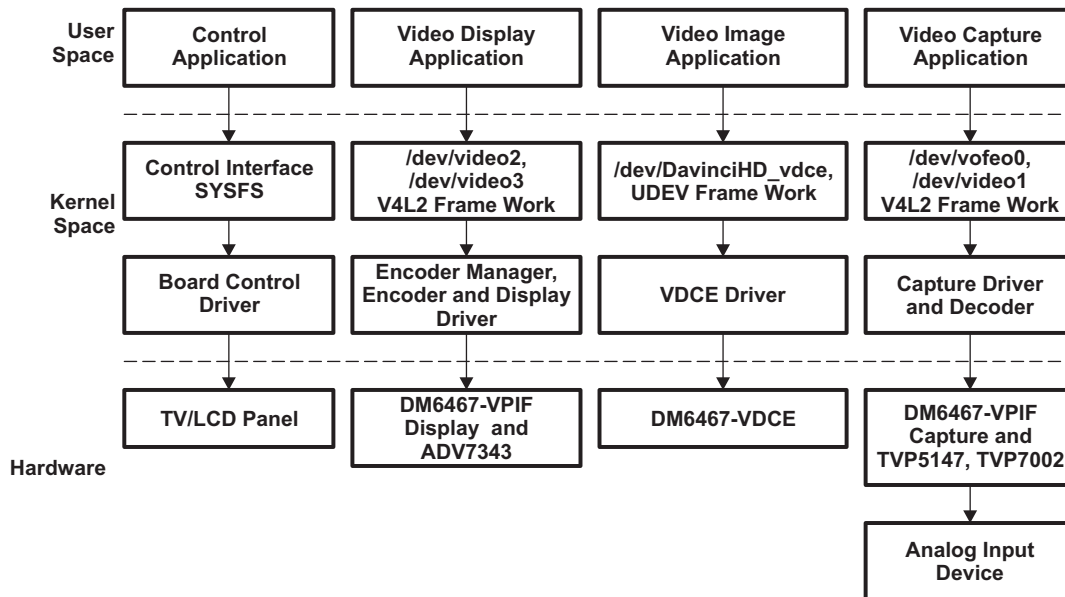 User
Space
Control
Application
Video Display
Application
Video Image
Application
Video Capture
Application
Kernel
Space
Control Interface
SYSFS
/dev/video2,
/dev/video3
V4L2 Frame Work
/dev/DavinciHD_vdce,
UDEV Frame Work
/dev/vofeo0,
/dev/video1
V4L2 Frame Work
Board Control
Driver
Encoder Manager,
Encoder and Display
Driver
VDCE Driver
Capture Driver
and Decoder
Hardware
TV/LCD Panel
DM6467-VPIF
Display and
ADV7343
DM6467-VDCE
DM6467-VPIF
Capture and
TVP5147, TVP7002
Analog Input
Device